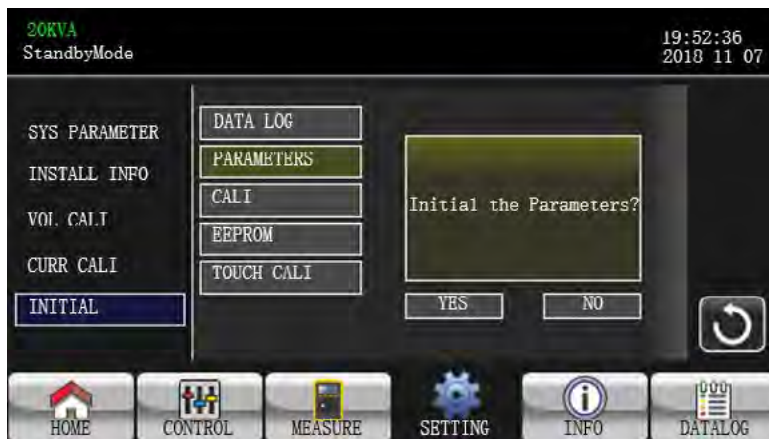 20KVA
StandbyMode
19:52:36
2018 11 07
SYS PARAMETER
INSTALL INFO
VOL CALI
CURR CALI
INITIAL
DATA LOG
PARAMETERS
CALI
EEPROM
TOUCH CALI
Initial the Parameters?
YES
NO
HOME
CONTROL
MEASURE
SETTING
INFO
DATALOG